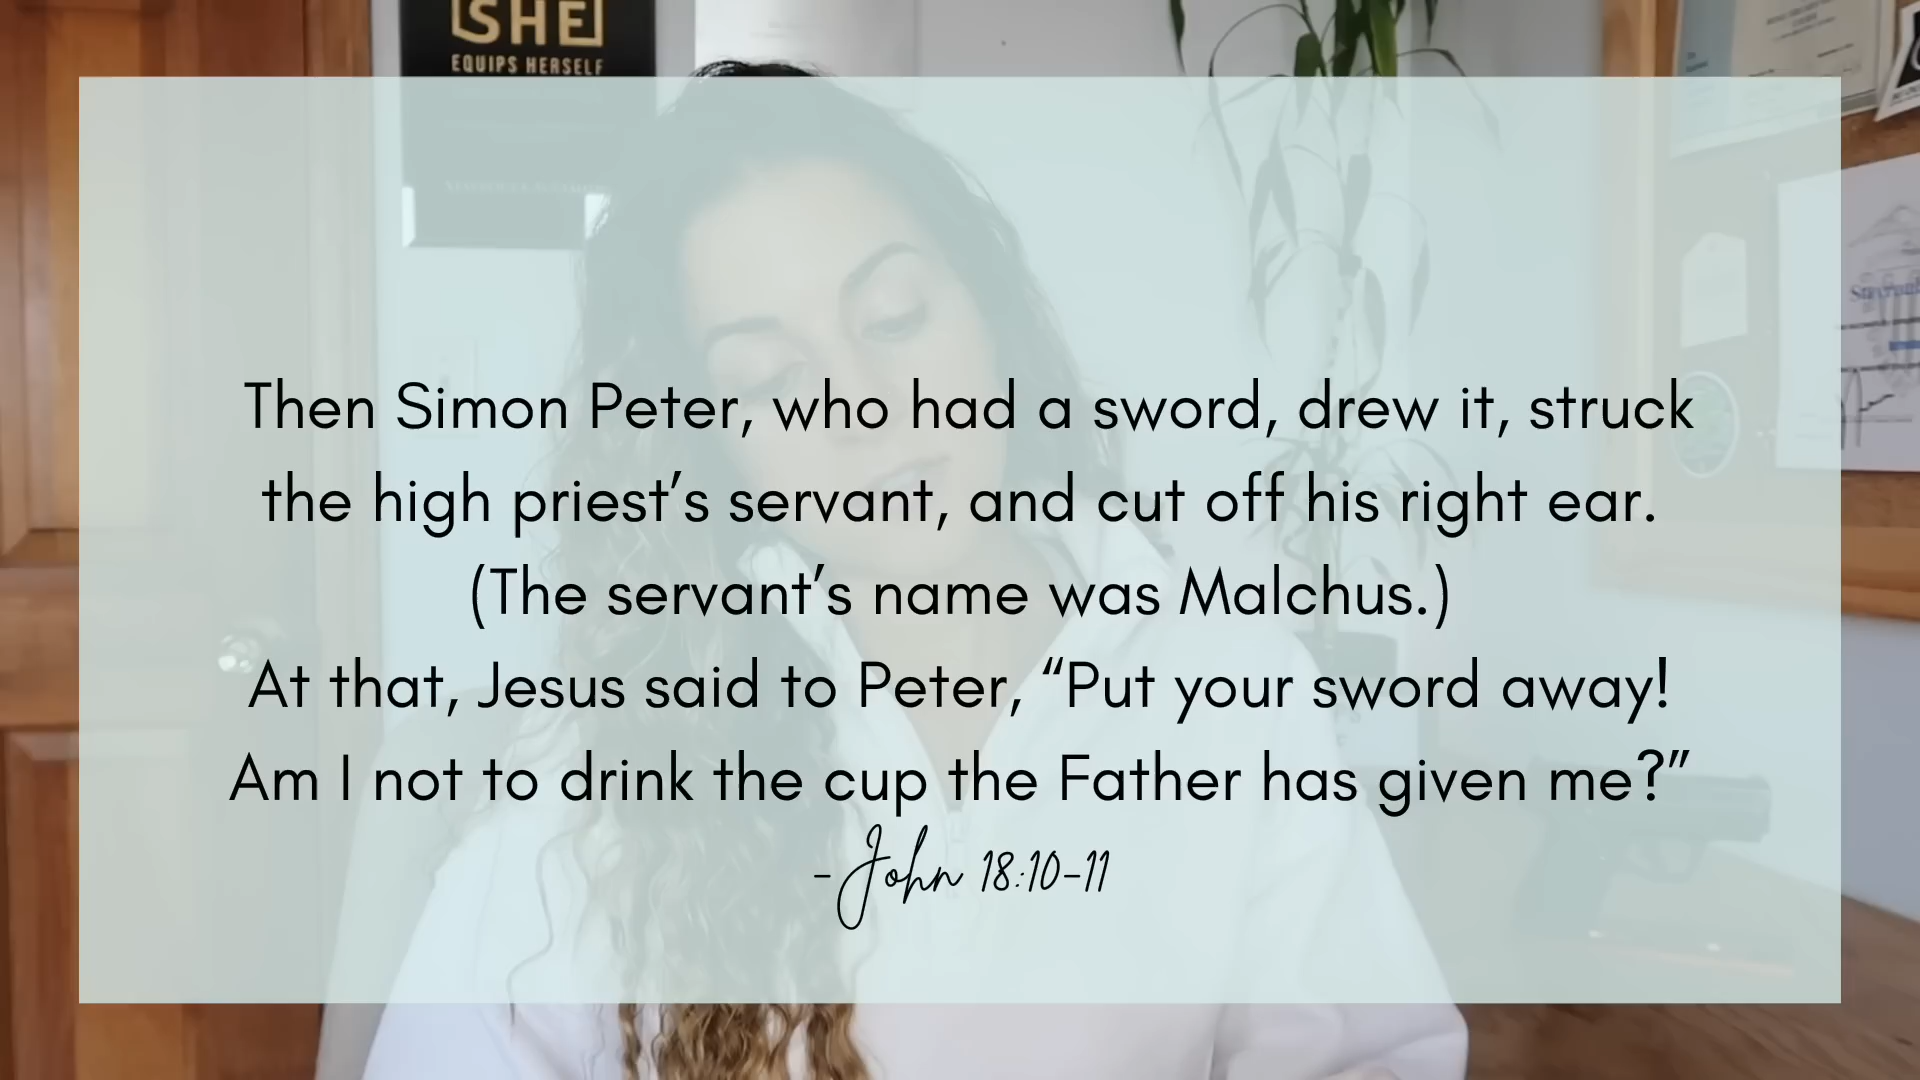 SHE
EQUIPS HERSELF
Then Simon Peter, who had a sword, drew it, struck
the high priest’s servant, and cut off his right ear.
(The servant’s name was Malchus.)
At that, Jesus said to Peter, “Put your sword away!
Am I not to drink the cup the Father has given me?”
-John 18:10-11